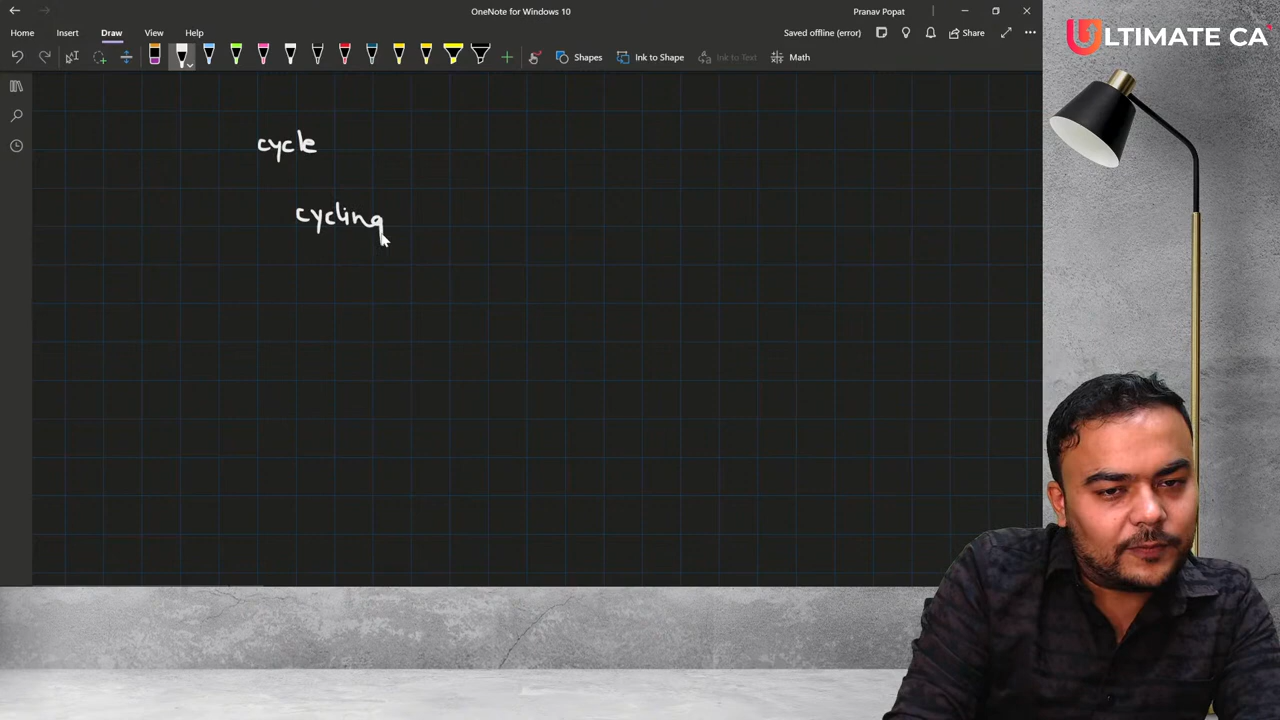 OneNote for Windows 10
Pranav Popat
Home Insert Draw View Help
Saved offline (error)
Share
Shapes
Ink to Shape
Ink to Text
Math
ULTIMATE CA
cycle
cycling